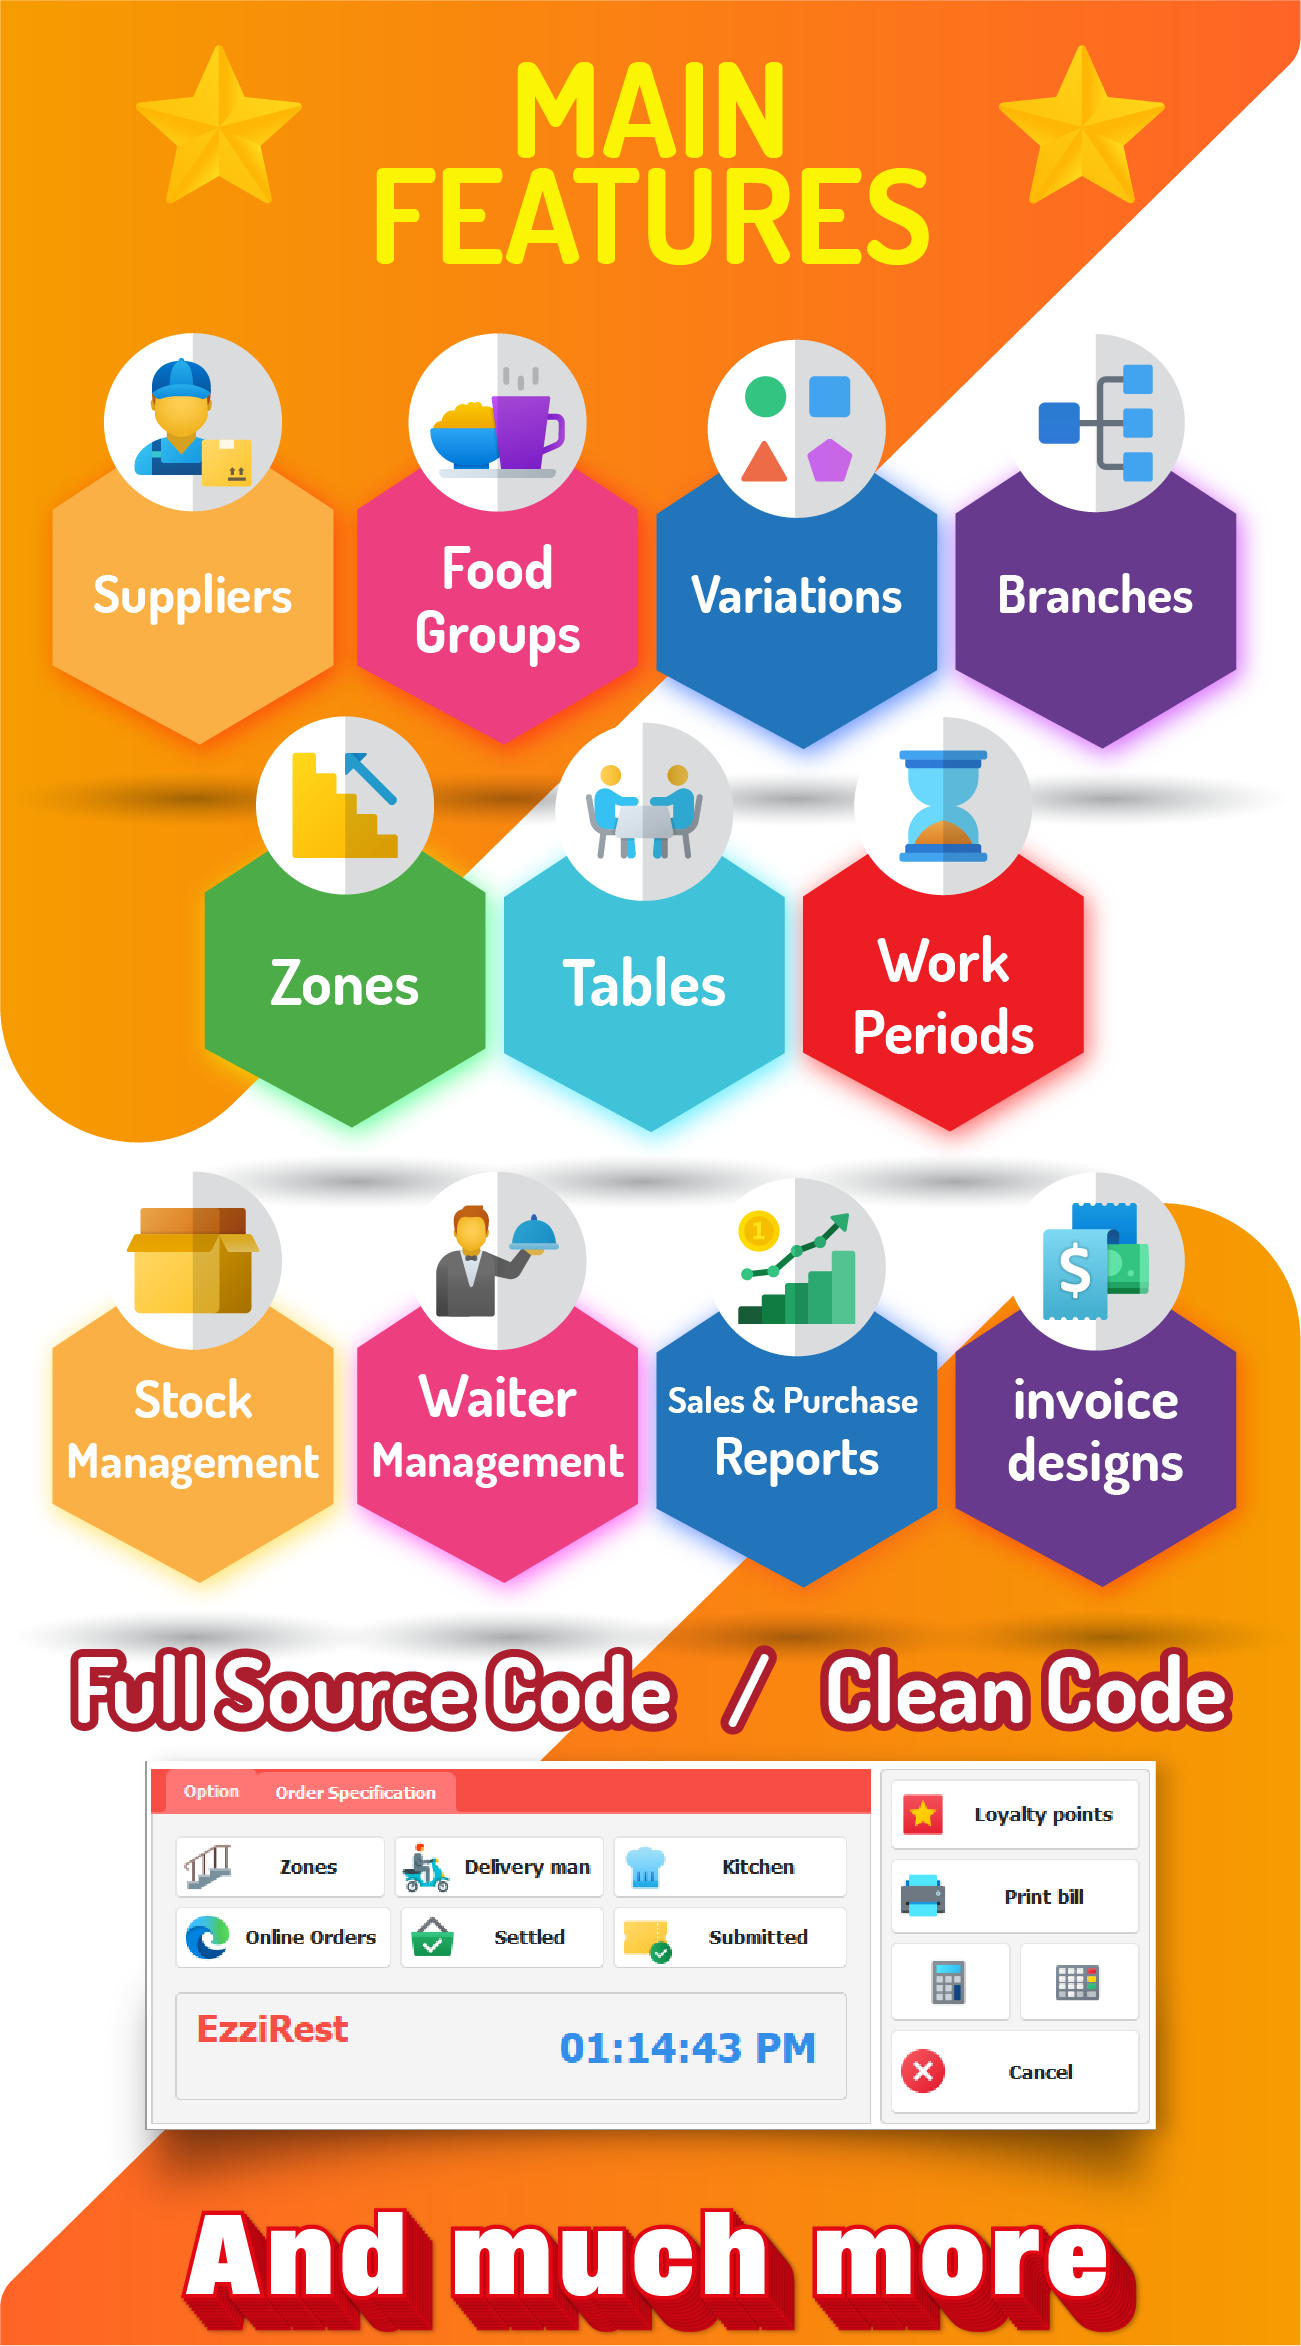 MAIN
FEATURES
Suppliers
Food
Groups
Variations
Branches
Zones
Tables
Work
Periods
Stock
Management
Waiter
Management
1
Sales & Purchase
Reports
$
invoice
designs
Full Source Code / Clean Code
Option
Order Specification
Zones
Delivery man
Kitchen
Online Orders
Settled
Submitted
EzziRest
01:14:43 PM
Loyalty points
Print bill
Cancel
And much more